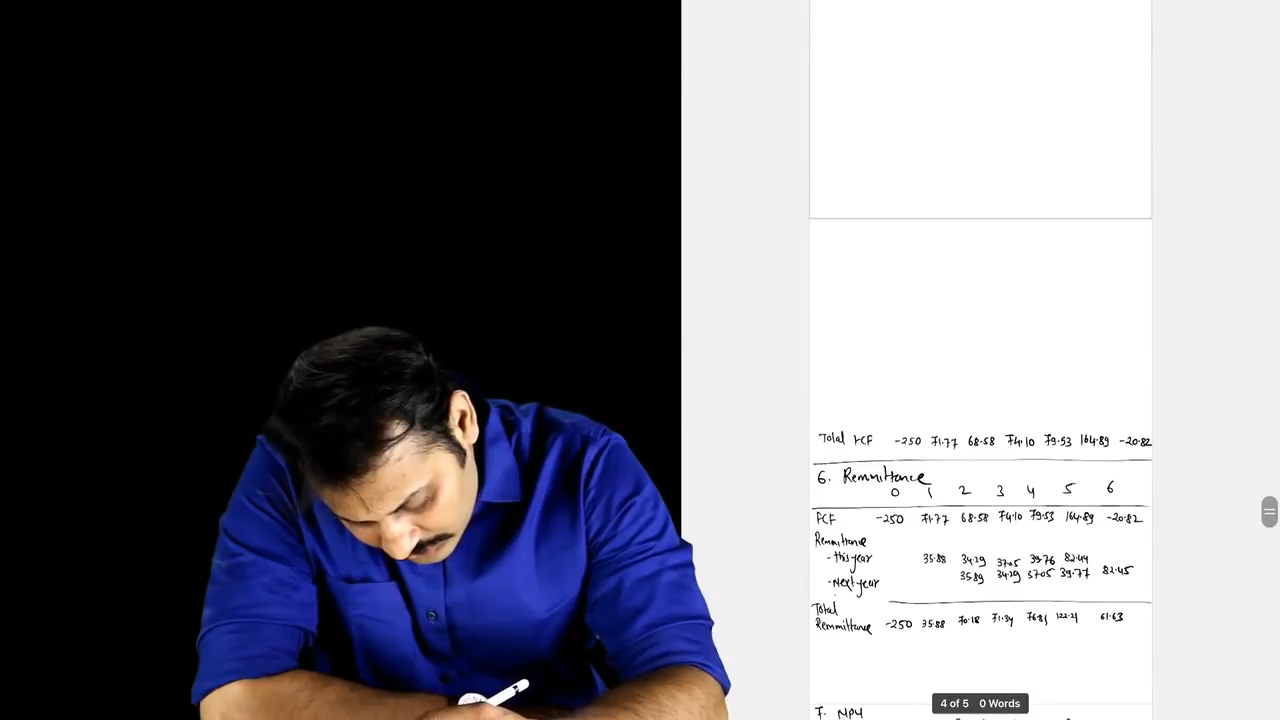 Total FCF -250 71.77 68.58 74.10 79.53 164.89 -20.82
6. Remmittance
0 1 2 3 4 5 6
FCF -250 71.77 68.58 74.10 79.53 164.89 -20.82
Remmittance
- this year 35.88 34.29 37.05 39.76 82.44
- Next year 35.89 34.29 37.05 39.77 82.45
Total
Remmittance -250 35.88 70.18 71.34 76.81 122.21 61.63
7. NPV
4 of 5 0 Words